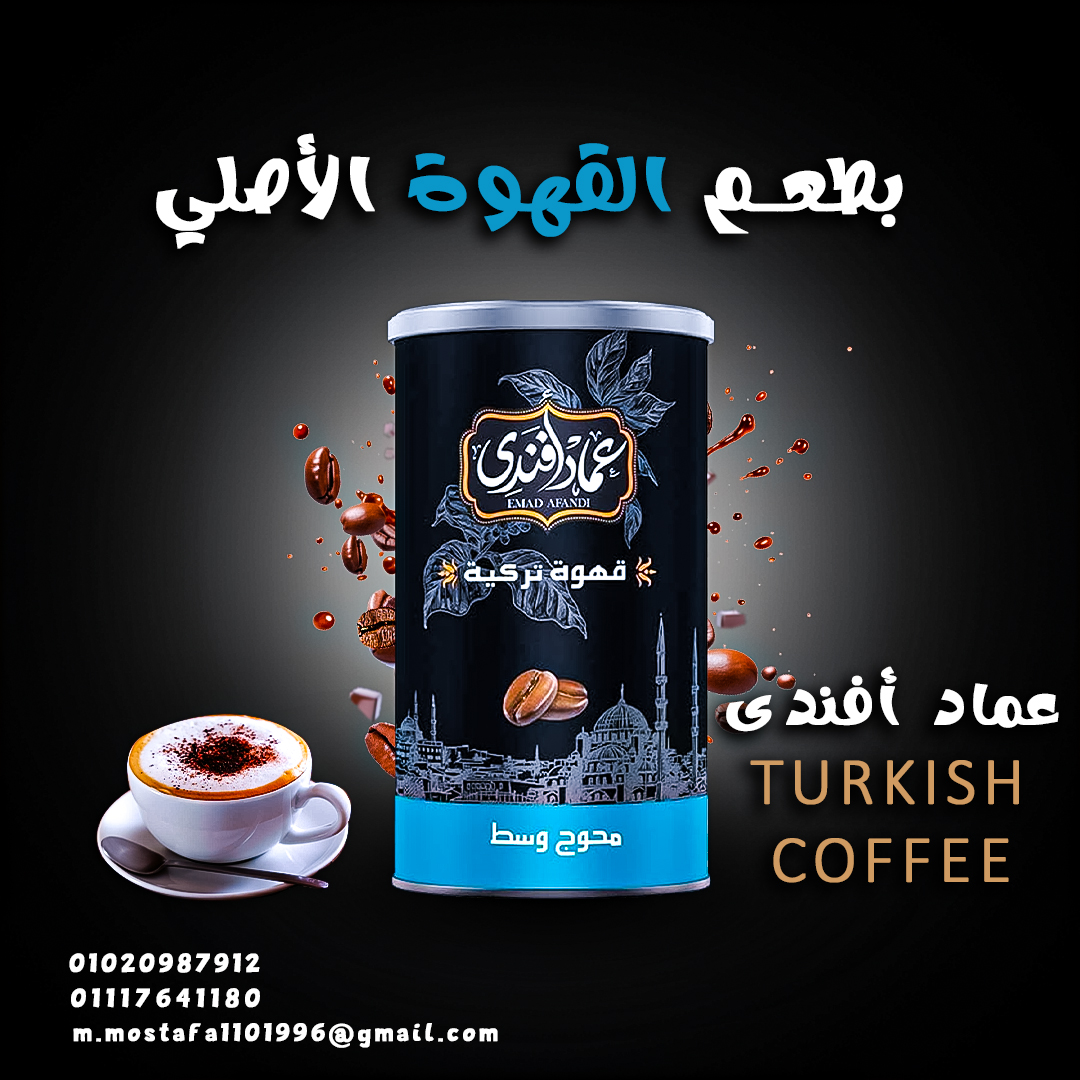 بطعم القهوة الأصلي
عماد أفندى
EMAD AFANDI
قهوة تركية
محوج وسط
عماد أفندى
TURKISH
COFFEE
01020987912
01117641180
m.mostafa1101996@gmail.com